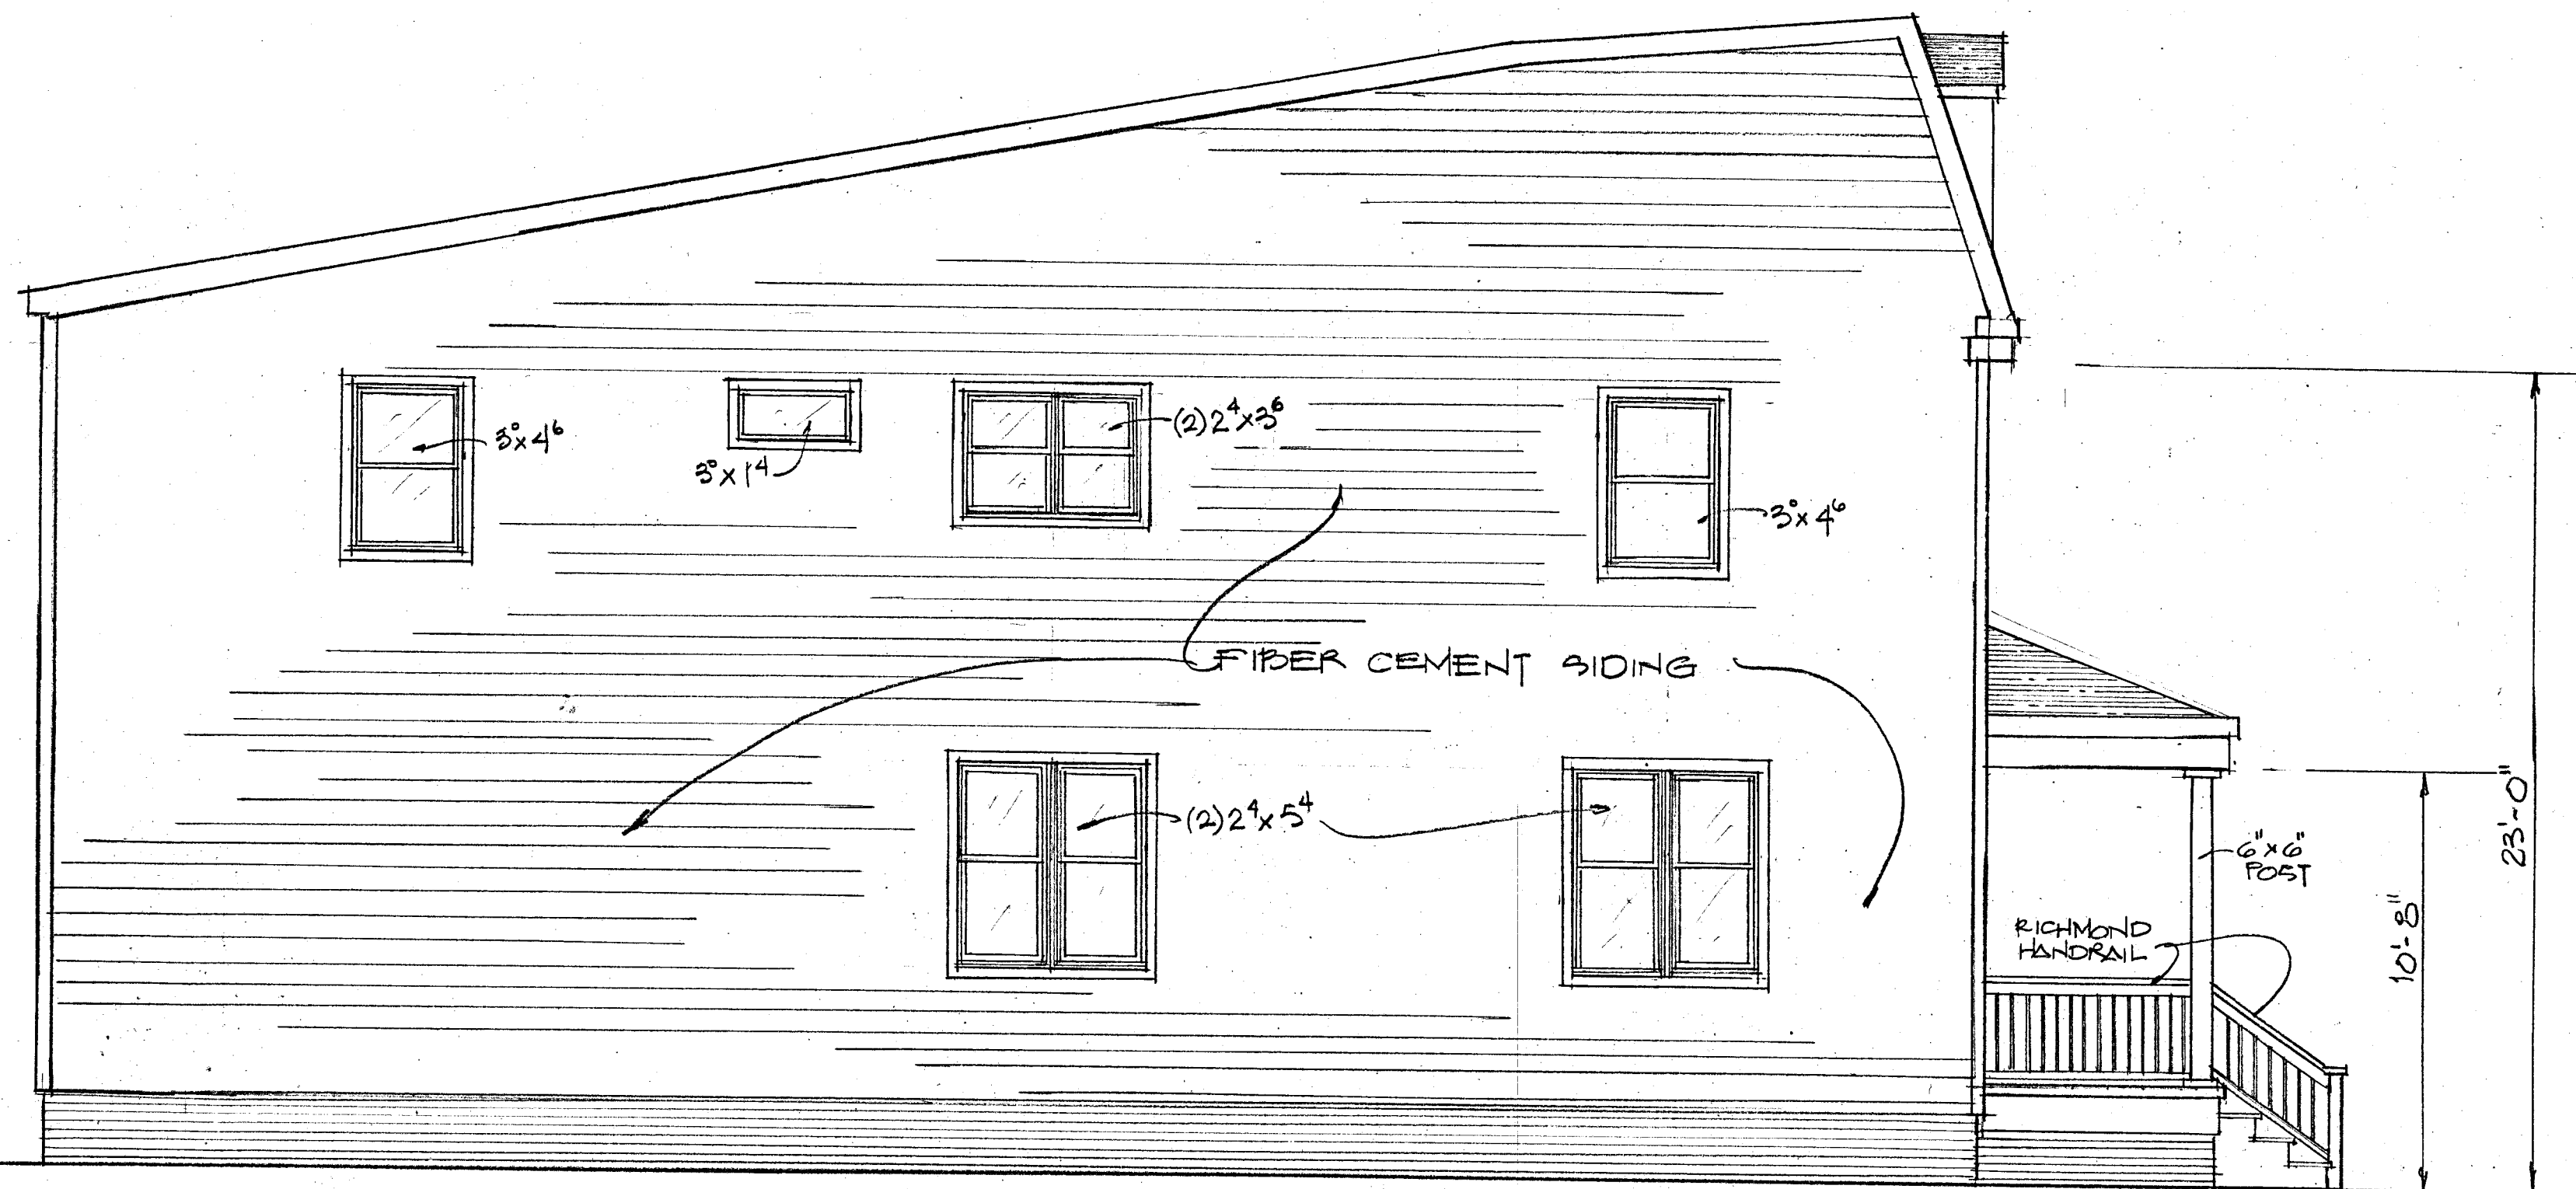 3⁰x4⁶
3⁰x1⁴
(2)2⁴x3⁶
3⁰x4⁶
FIBER CEMENT SIDING
(2)2⁴x5⁴
6"x6"
POST
RICHMOND
HANDRAIL
10'-8"
23'-0"